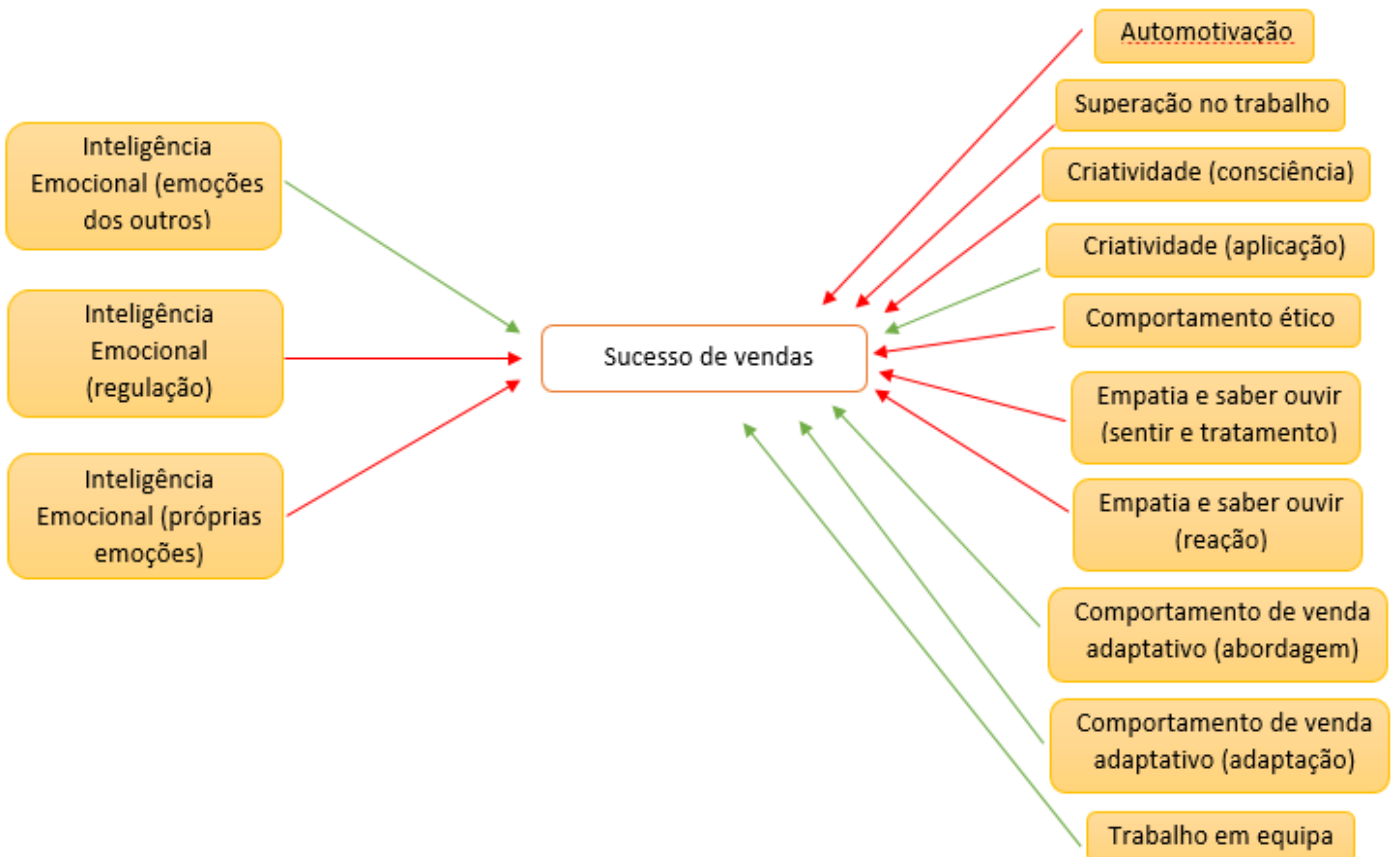 Inteligência
Emocional (emoções
dos outros)
Inteligência
Emocional
(regulação)
Inteligência
Emocional (próprias
emoções)
Sucesso de vendas
Automotivação
Superação no trabalho
Criatividade (consciência)
Criatividade (aplicação)
Comportamento ético
Empatia e saber ouvir
(sentir e tratamento)
Empatia e saber ouvir
(reação)
Comportamento de venda
adaptativo (abordagem)
Comportamento de venda
adaptativo (adaptação)
Trabalho em equipa